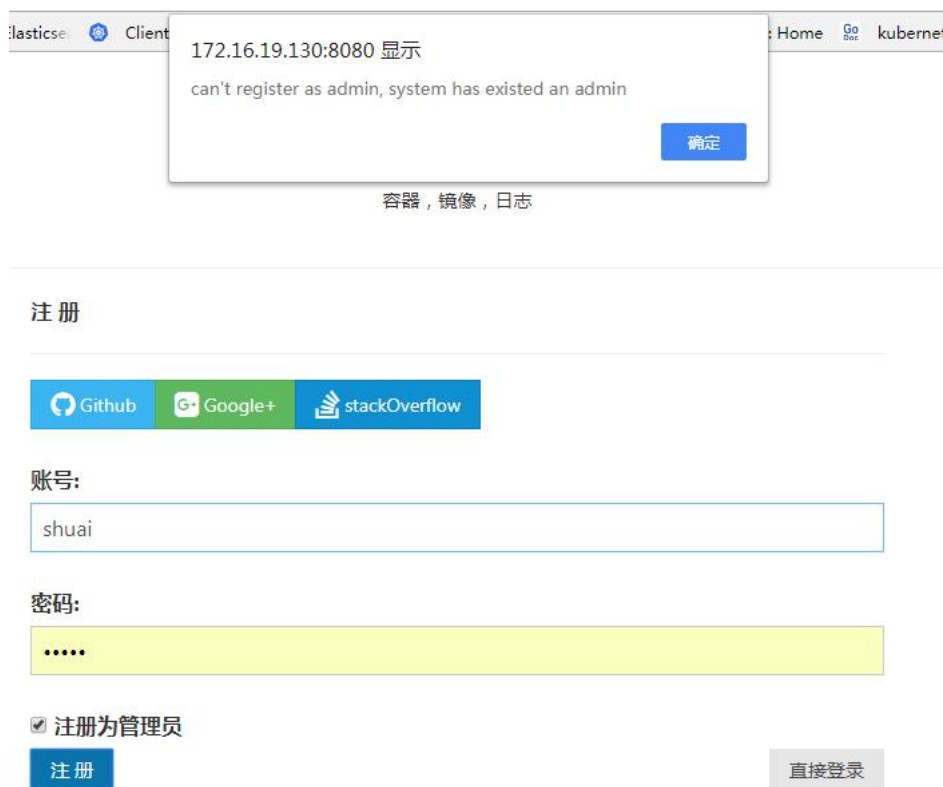 Client
: Home
172.16.19.130:8080 显示
can't register as admin, system has existed an admin
确定
容器，镜像，日志
注 册
Github
Google+
stackOverflow
账号:
shuai
密码:
•••••
注册为管理员
注 册
直接登录